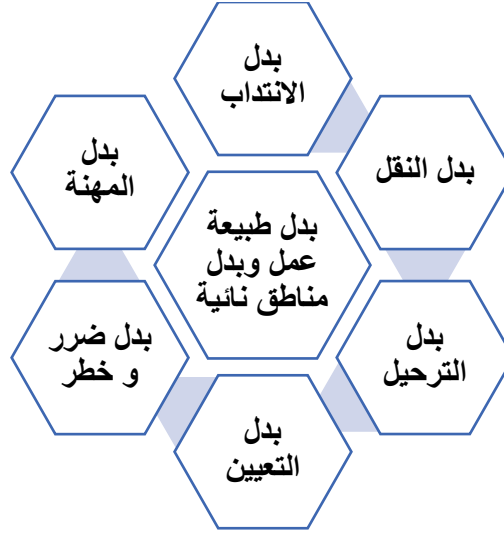 بدل
الانتداب
بدل النقل
بدل
المهنة
بدل طبيعة
عمل وبدل
مناطق نائية
بدل
الترحيل
بدل ضرر
و خطر
بدل
التعيين